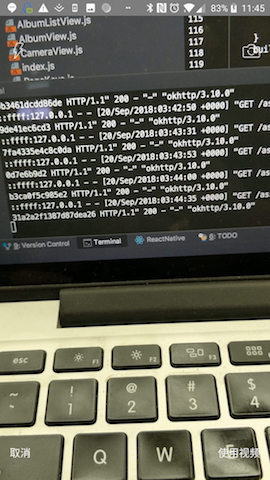 83% 11:45
AlbumListView.js
AlbumView.js
CameraView.js
index.js
115
116
117
118
119
}
b3461dcdd86de HTTP/1.1" 200 - "-" "okhttp/3.10.0"
::ffff:127.0.0.1 - - [20/Sep/2018:03:42:50 +0000] "GET /as
9de41ec6cd3 HTTP/1.1" 200 - "-" "okhttp/3.10.0"
::ffff:127.0.0.1 - - [20/Sep/2018:03:43:31 +0000] "GET /as
7fa4335e4c8c0da HTTP/1.1" 200 - "-" "okhttp/3.10.0"
::ffff:127.0.0.1 - - [20/Sep/2018:03:43:53 +0000] "GET /as
0d7e6b9d2 HTTP/1.1" 200 - "-" "okhttp/3.10.0"
::ffff:127.0.0.1 - - [20/Sep/2018:03:44:00 +0000] "GET /as
b3ca0f5c985e2 HTTP/1.1" 200 - "-" "okhttp/3.10.0"
::ffff:127.0.0.1 - - [20/Sep/2018:03:44:35 +0000] "GET /as
31a2a2f1387d87dea26 HTTP/1.1" 200 - "-" "okhttp/3.10.0"
9: Version Control Terminal ReactNative 6: TODO
esc F1 F2 F3 F4
~ ! @ # $
1 2 3 4
Q W E
取消 使用视频